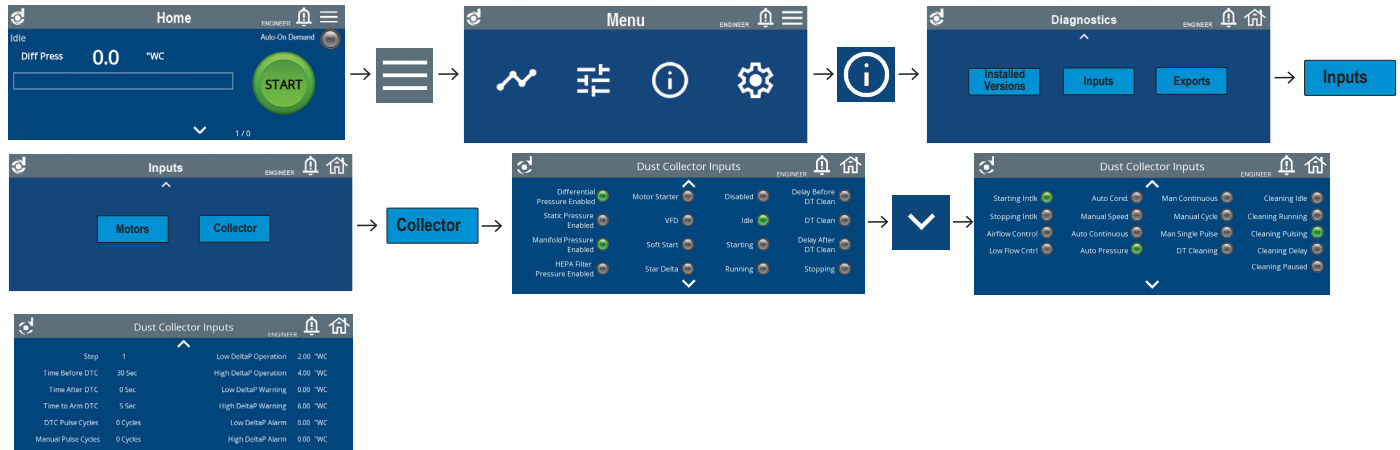 Home
ENGINEER
Idle
Auto-On Demand
Diff Press 0.0 "WC
START
1 / 0
Menu
ENGINEER
Diagnostics
ENGINEER
Installed
Versions
Inputs
Exports
Inputs
Inputs
ENGINEER
Motors
Collector
Collector
Dust Collector Inputs
ENGINEER
Differential
Pressure Enabled
Motor Starter
Disabled
Delay Before
DT Clean
Static Pressure
Enabled
VFD
Idle
DT Clean
Manifold Pressure
Enabled
Soft Start
Starting
Delay After
DT Clean
HEPA Filter
Pressure Enabled
Star Delta
Running
Stopping
Dust Collector Inputs
ENGINEER
Starting Intlk
Auto Cond.
Man Continuous
Cleaning Idle
Stopping Intlk
Manual Speed
Manual Cycle
Cleaning Running
Airflow Control
Auto Continuous
Man Single Pulse
Cleaning Pulsing
Low Flow Cntrl
Auto Pressure
DT Cleaning
Cleaning Delay
Cleaning Paused
Dust Collector Inputs
ENGINEER
Step 1 Low DeltaP Operation 2.00 "WC
Time Before DTC 30 Sec High DeltaP Operation 4.00 "WC
Time After DTC 0 Sec Low DeltaP Warning 0.00 "WC
Time to Arm DTC 5 Sec High DeltaP Warning 6.00 "WC
DTC Pulse Cycles 0 Cycles Low DeltaP Alarm 0.00 "WC
Manual Pulse Cycles 0 Cycles High DeltaP Alarm 0.00 "WC